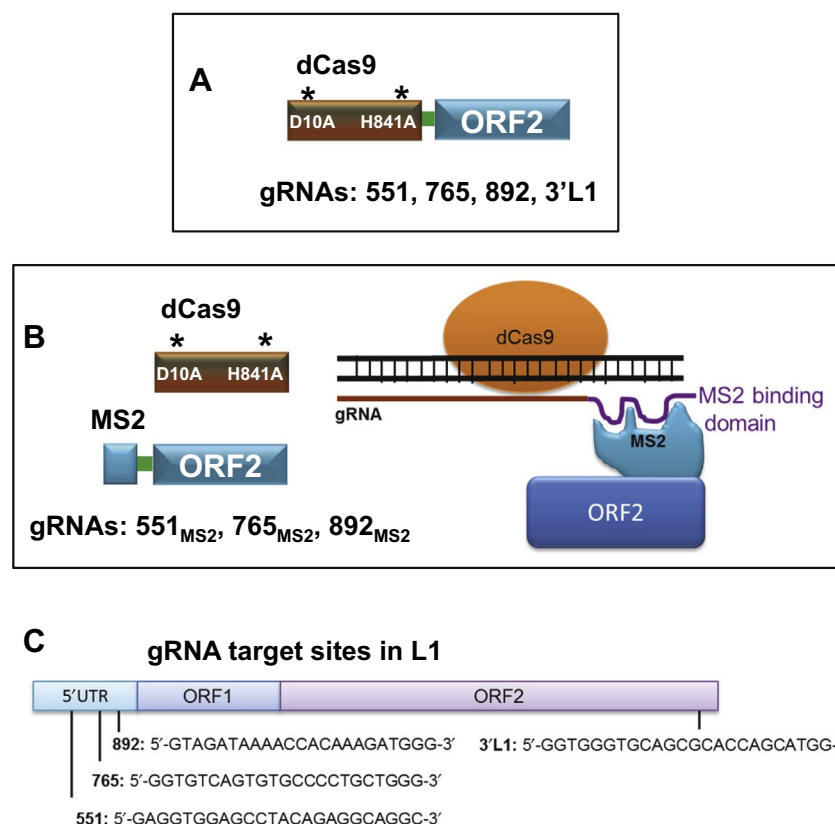 A
dCas9
* *
D10A H841A ORF2
gRNAs: 551, 765, 892, 3'L1
B
dCas9
* *
D10A H841A
MS2
ORF2
gRNAs: 551MS2, 765MS2, 892MS2
dCas9
gRNA
MS2 binding
domain
MS2
ORF2
C
gRNA target sites in L1
5′UTR ORF1 ORF2
892: 5′-GTAGATAAAACCACAAAGATGGG-3′
3′L1: 5′-GGTGGGTGCAGCGCACCAGCATGG-
765: 5′-GGTGTCAGTGTGCCCCTGCTGGG-3′
551: 5′-GAGGTGGAGCCTACAGAGGCAGGC-3′